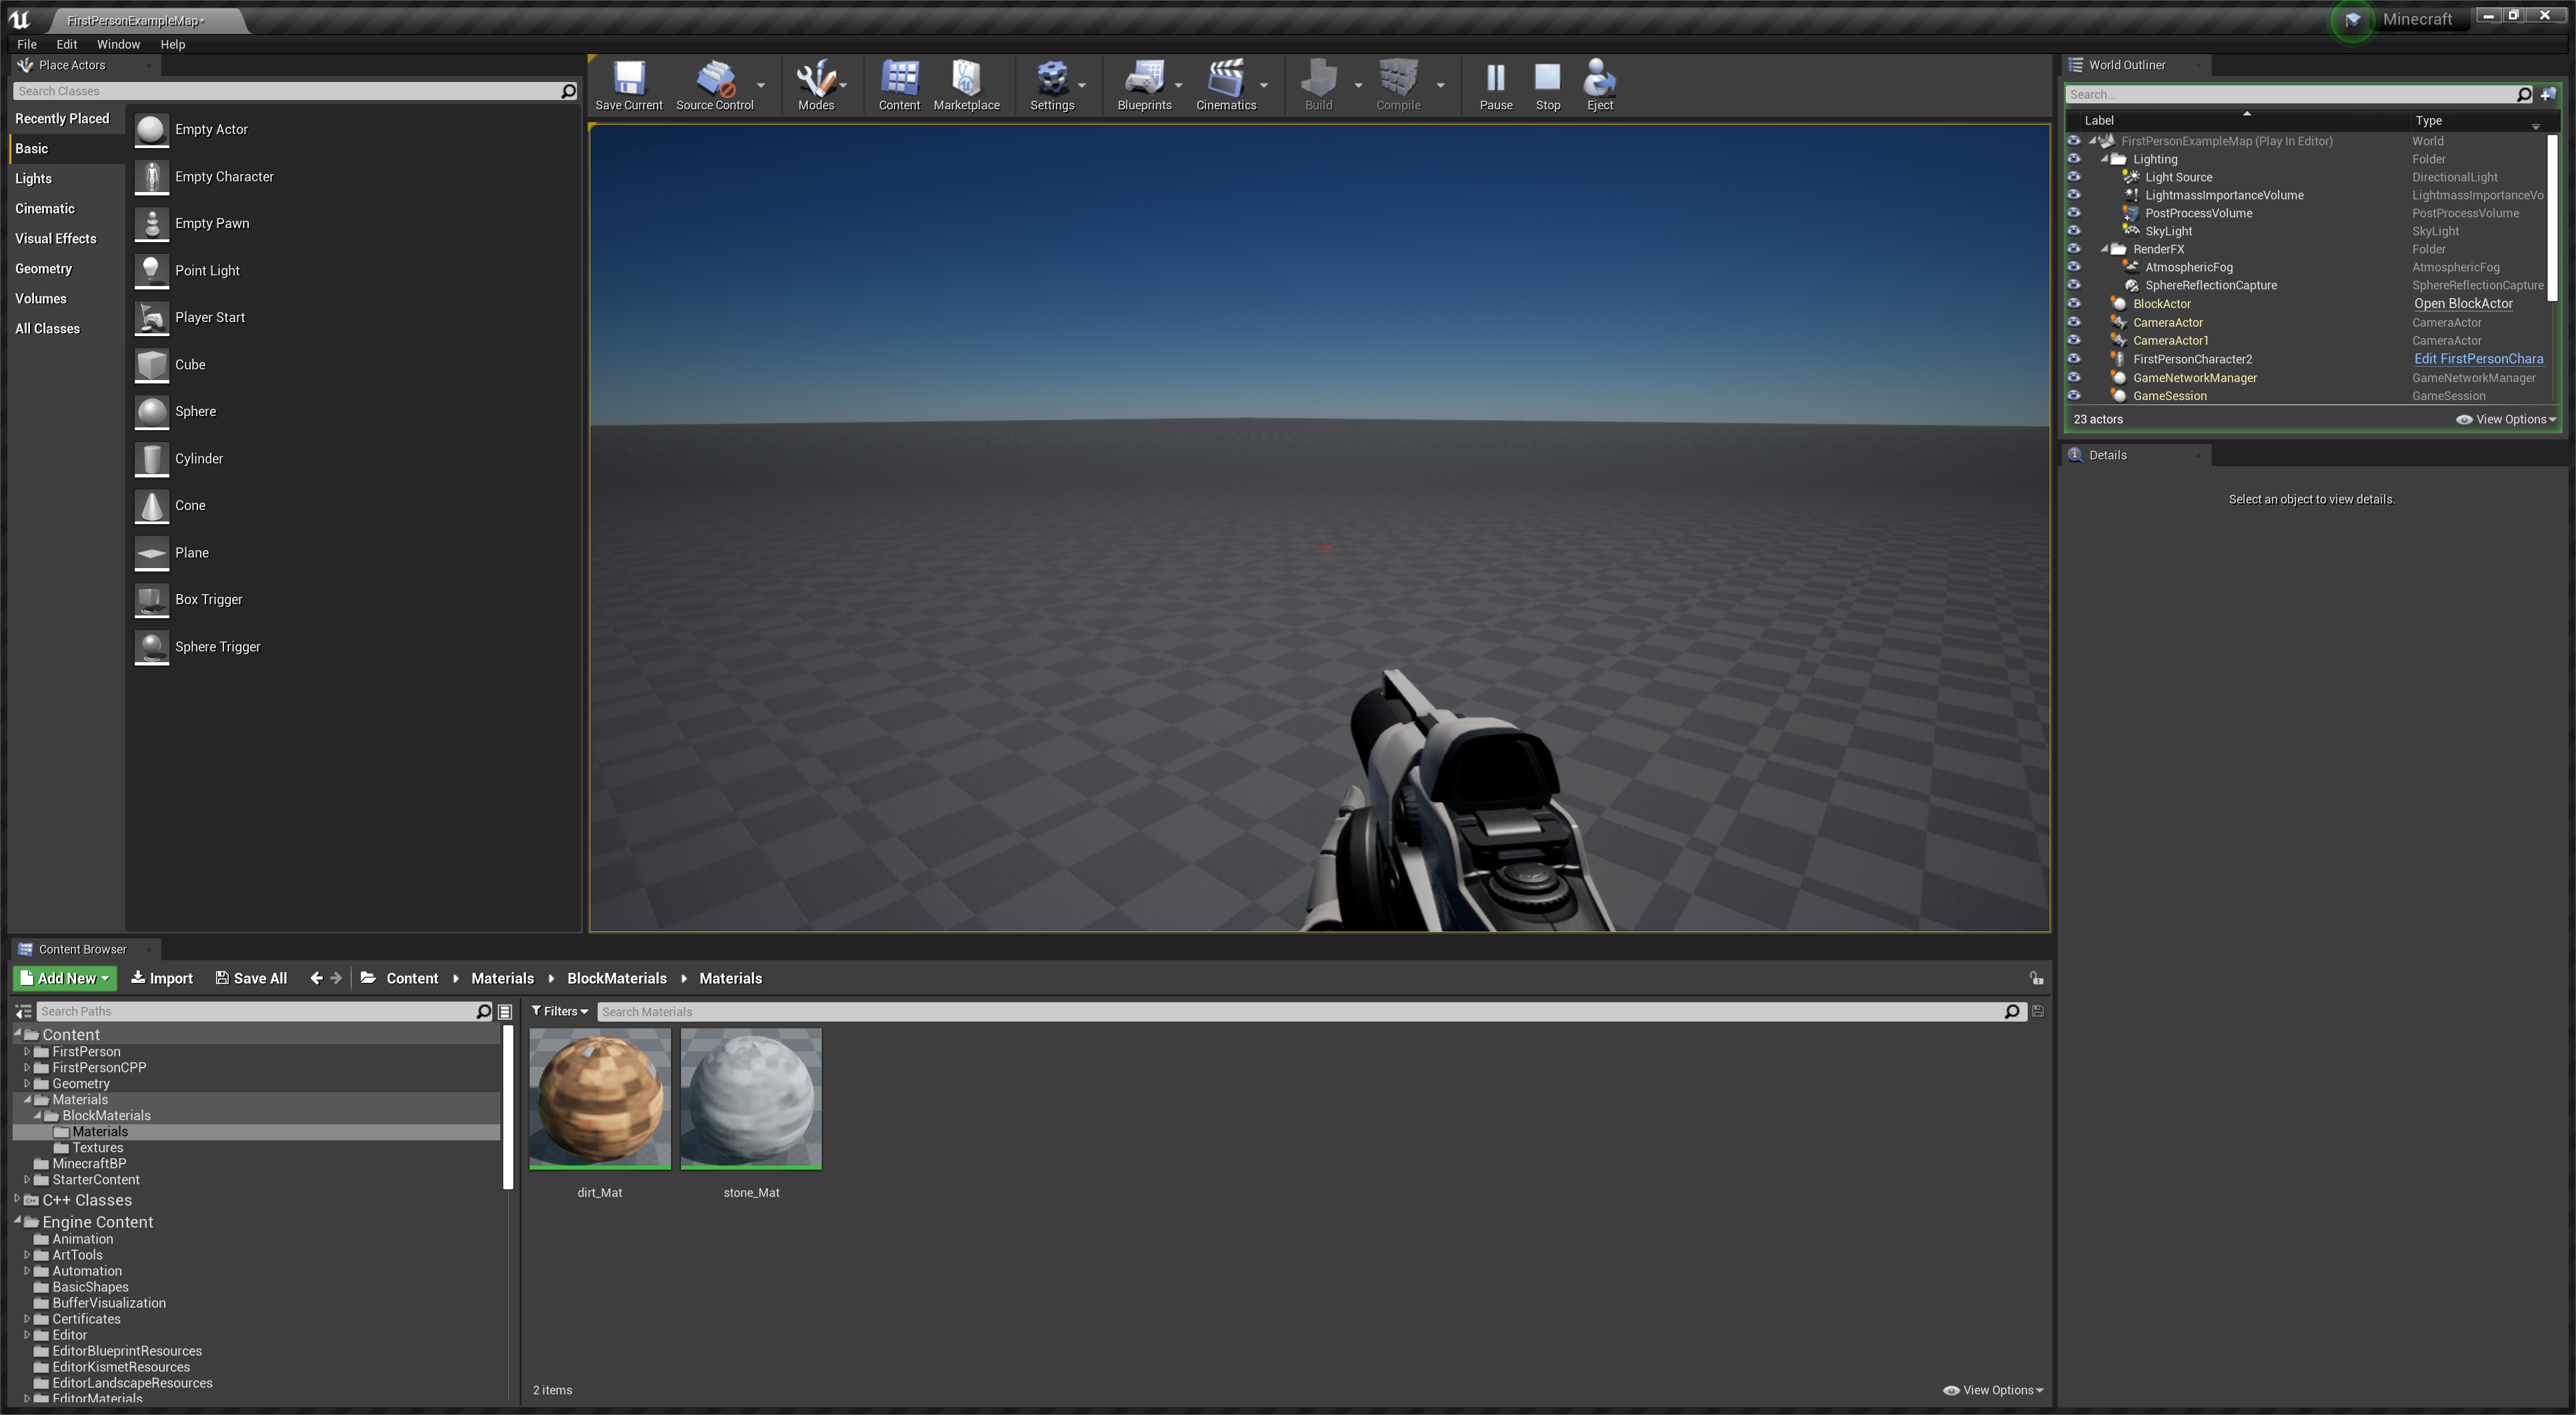 FirstPersonExampleMap*
Minecraft
File Edit Window Help
Place Actors
Search Classes
Recently Placed
Basic
Lights
Cinematic
Visual Effects
Geometry
Volumes
All Classes
Empty Actor
Empty Character
Empty Pawn
Point Light
Player Start
Cube
Sphere
Cylinder
Cone
Plane
Box Trigger
Sphere Trigger
Save Current Source Control Modes Content Marketplace Settings Blueprints Cinematics Build Compile Pause Stop Eject
World Outliner
Search...
Label Type
FirstPersonExampleMap (Play In Editor) World
Lighting Folder
Light Source DirectionalLight
LightmassImportanceVolume LightmassImportanceVo
PostProcessVolume PostProcessVolume
SkyLight SkyLight
RenderFX Folder
AtmosphericFog AtmosphericFog
SphereReflectionCapture SphereReflectionCapture
BlockActor Open BlockActor
CameraActor CameraActor
CameraActor1 CameraActor
FirstPersonCharacter2 Edit FirstPersonChara
GameNetworkManager GameNetworkManager
GameSession GameSession
23 actors View Options
Details
Select an object to view details.
Content Browser
Add New Import Save All Content Materials BlockMaterials Materials
Search Paths
Content
FirstPerson
FirstPersonCPP
Geometry
Materials
BlockMaterials
Materials
Textures
MinecraftBP
StarterContent
C++ Classes
Engine Content
Animation
ArtTools
Automation
BasicShapes
BufferVisualization
Certificates
Editor
EditorBlueprintResources
EditorKismetResources
EditorLandscapeResources
EditorMaterials
Filters Search Materials
dirt_Mat stone_Mat
2 items View Options